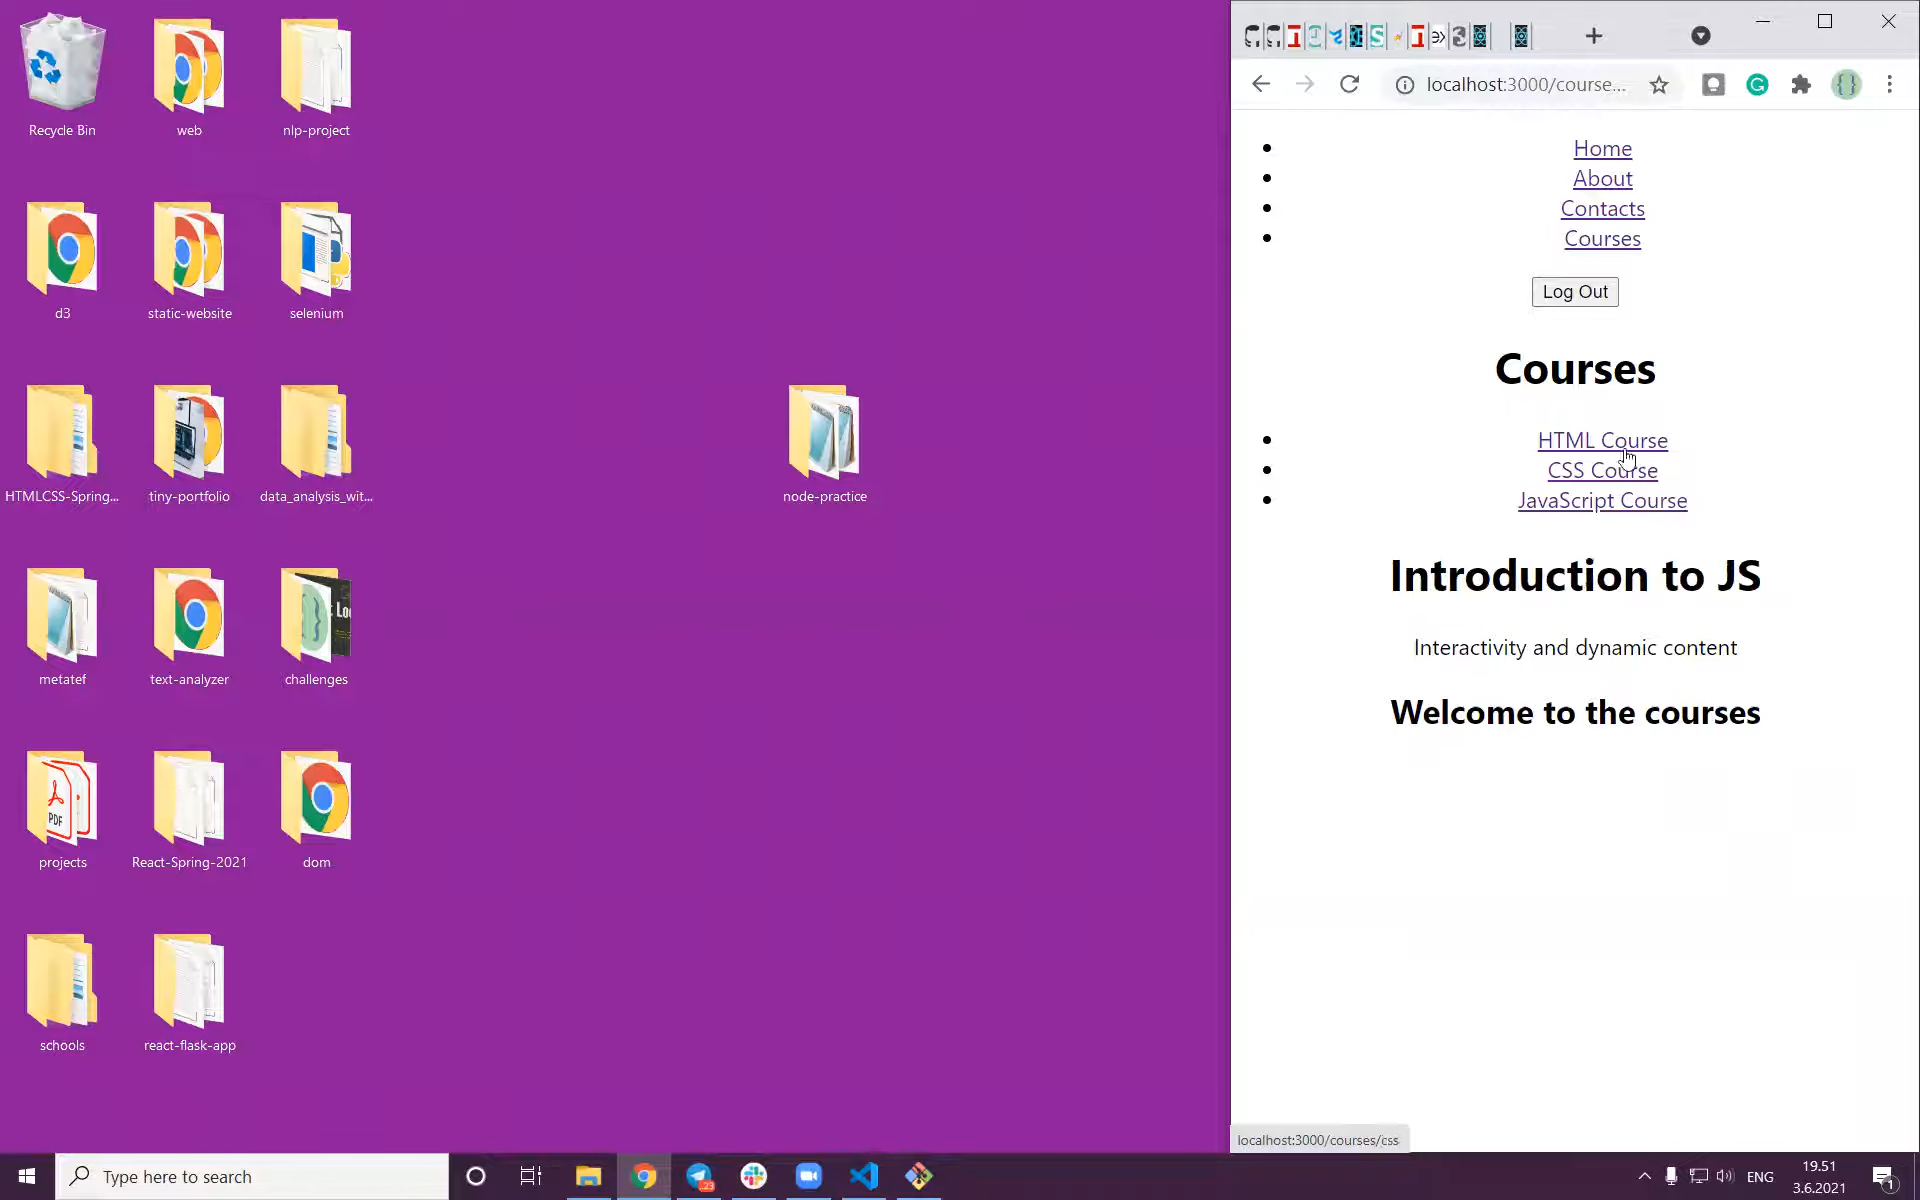 Recycle Bin
web
nlp-project
d3
static-website
selenium
HTMLCSS-Spring...
tiny-portfolio
data_analysis_wit...
node-practice
metatef
text-analyzer
challenges
PDF
projects
React-Spring-2021
dom
schools
react-flask-app
localhost:3000/course...
Home
About
Contacts
Courses
Log Out
Courses
HTML Course
CSS Course
JavaScript Course
Introduction to JS
Interactivity and dynamic content
Welcome to the courses
localhost:3000/courses/css
Type here to search
23
ENG
19.51
3.6.2021
1